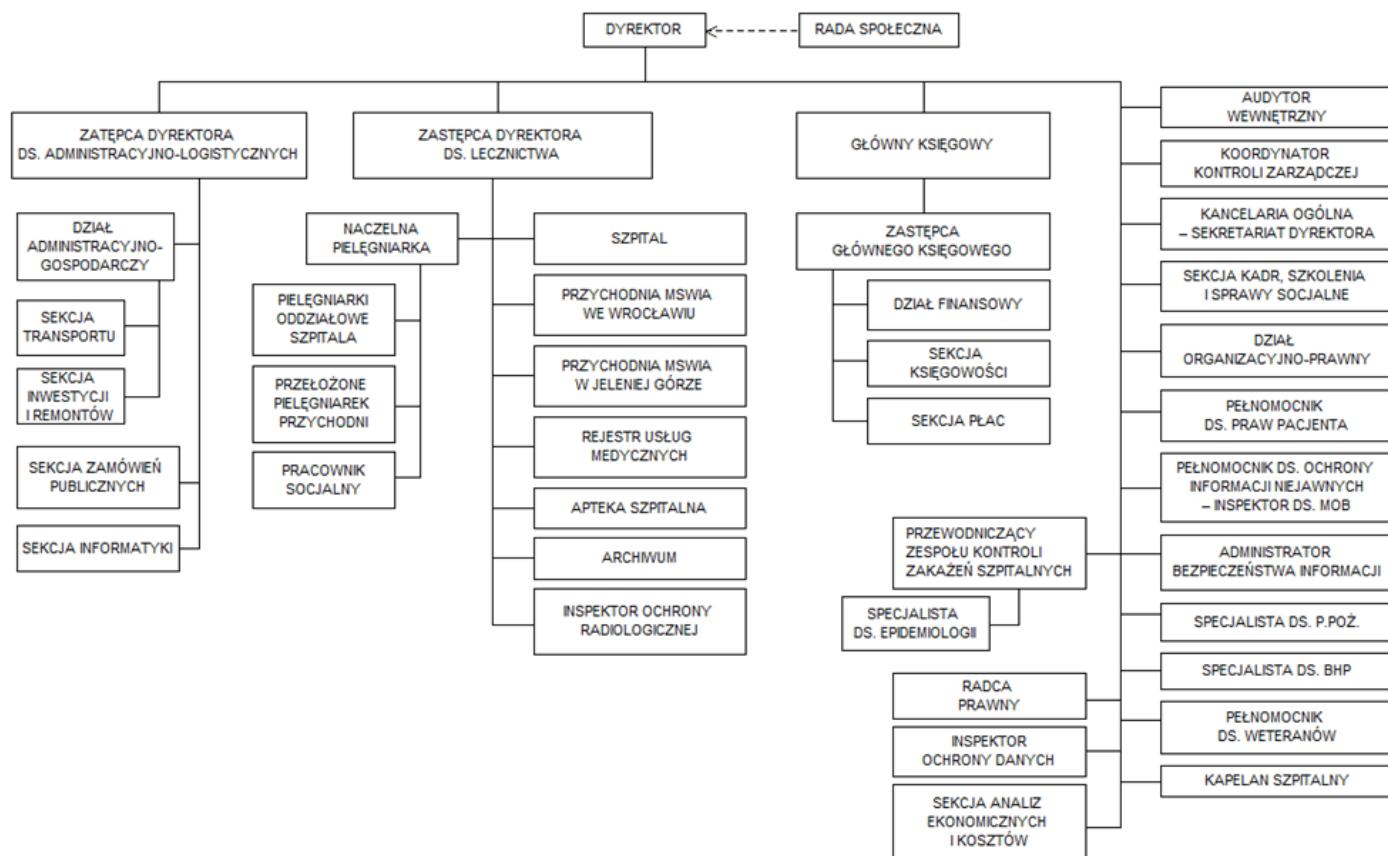 DYREKTOR
RADA SPOŁECZNA
ZATĘPCA DYREKTORA
DS. ADMINISTRACYJNO-LOGISTYCZNYCH
ZASTĘPCA DYREKTORA
DS. LECZNICTWA
GŁÓWNY KSIĘGOWY
DZIAŁ
ADMINISTRACYJNO-
GOSPODARCZY
SEKCJA
TRANSPORTU
SEKCJA
INWESTYCJI
I REMONTÓW
SEKCJA ZAMÓWIEŃ
PUBLICZNYCH
SEKCJA INFORMATYKI
NACZELNA
PIELĘGNIARKA
PIELĘGNIARKI
ODDZIAŁOWE
SZPITALA
PRZEŁOŻONE
PIELĘGNIAREK
PRZYCHODNI
PRACOWNIK
SOCJALNY
SZPITAL
PRZYCHODNIA MSWIA
WE WROCŁAWIU
PRZYCHODNIA MSWIA
W JELENIEJ GÓRZE
REJESTR USŁUG
MEDYCZNYCH
APTEKA SZPITALNA
ARCHIWUM
INSPEKTOR OCHRONY
RADIOLOGICZNEJ
ZASTĘPCA
GŁÓWNEGO KSIĘGOWEGO
DZIAŁ FINANSOWY
SEKCJA
KSIĘGOWOŚCI
SEKCJA PŁAC
PRZEWODNICZĄCY
ZESPOŁU KONTROLI
ZAKAŻEŃ SZPITALNYCH
SPECJALISTA
DS. EPIDEMIOLOGII
RADCA
PRAWNY
INSPEKTOR
OCHRONY DANYCH
SEKCJA ANALIZ
EKONOMICZNYCH
I KOSZTÓW
AUDYTOR
WEWNĘTRZNY
KOORDYNATOR
KONTROLI ZARZĄDCZEJ
KANCELARIA OGÓLNA
– SEKRETARIAT DYREKTORA
SEKCJA KADR, SZKOLENIA
I SPRAWY SOCJALNE
DZIAŁ
ORGANIZACYJNO-PRAWNY
PEŁNOMOCNIK
DS. PRAW PACJENTA
PEŁNOMOCNIK DS. OCHRONY
INFORMACJI NIEJAWNYCH
– INSPEKTOR DS. MOB
ADMINISTRATOR
BEZPIECZEŃSTWA INFORMACJI
SPECJALISTA DS. P.POŻ.
SPECJALISTA DS. BHP
PEŁNOMOCNIK
DS. WETERANÓW
KAPELAN SZPITALNY